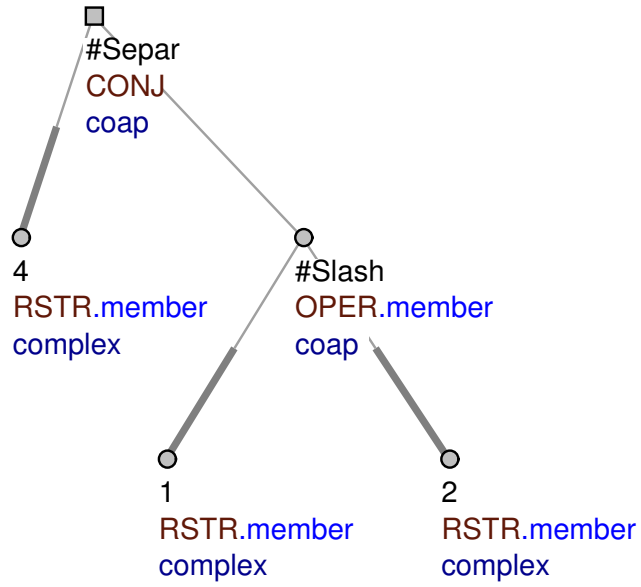 #Separ
CONJ
coap
4
RSTR.member
complex
#Slash
OPER.member
coap
1
RSTR.member
complex
2
RSTR.member
complex